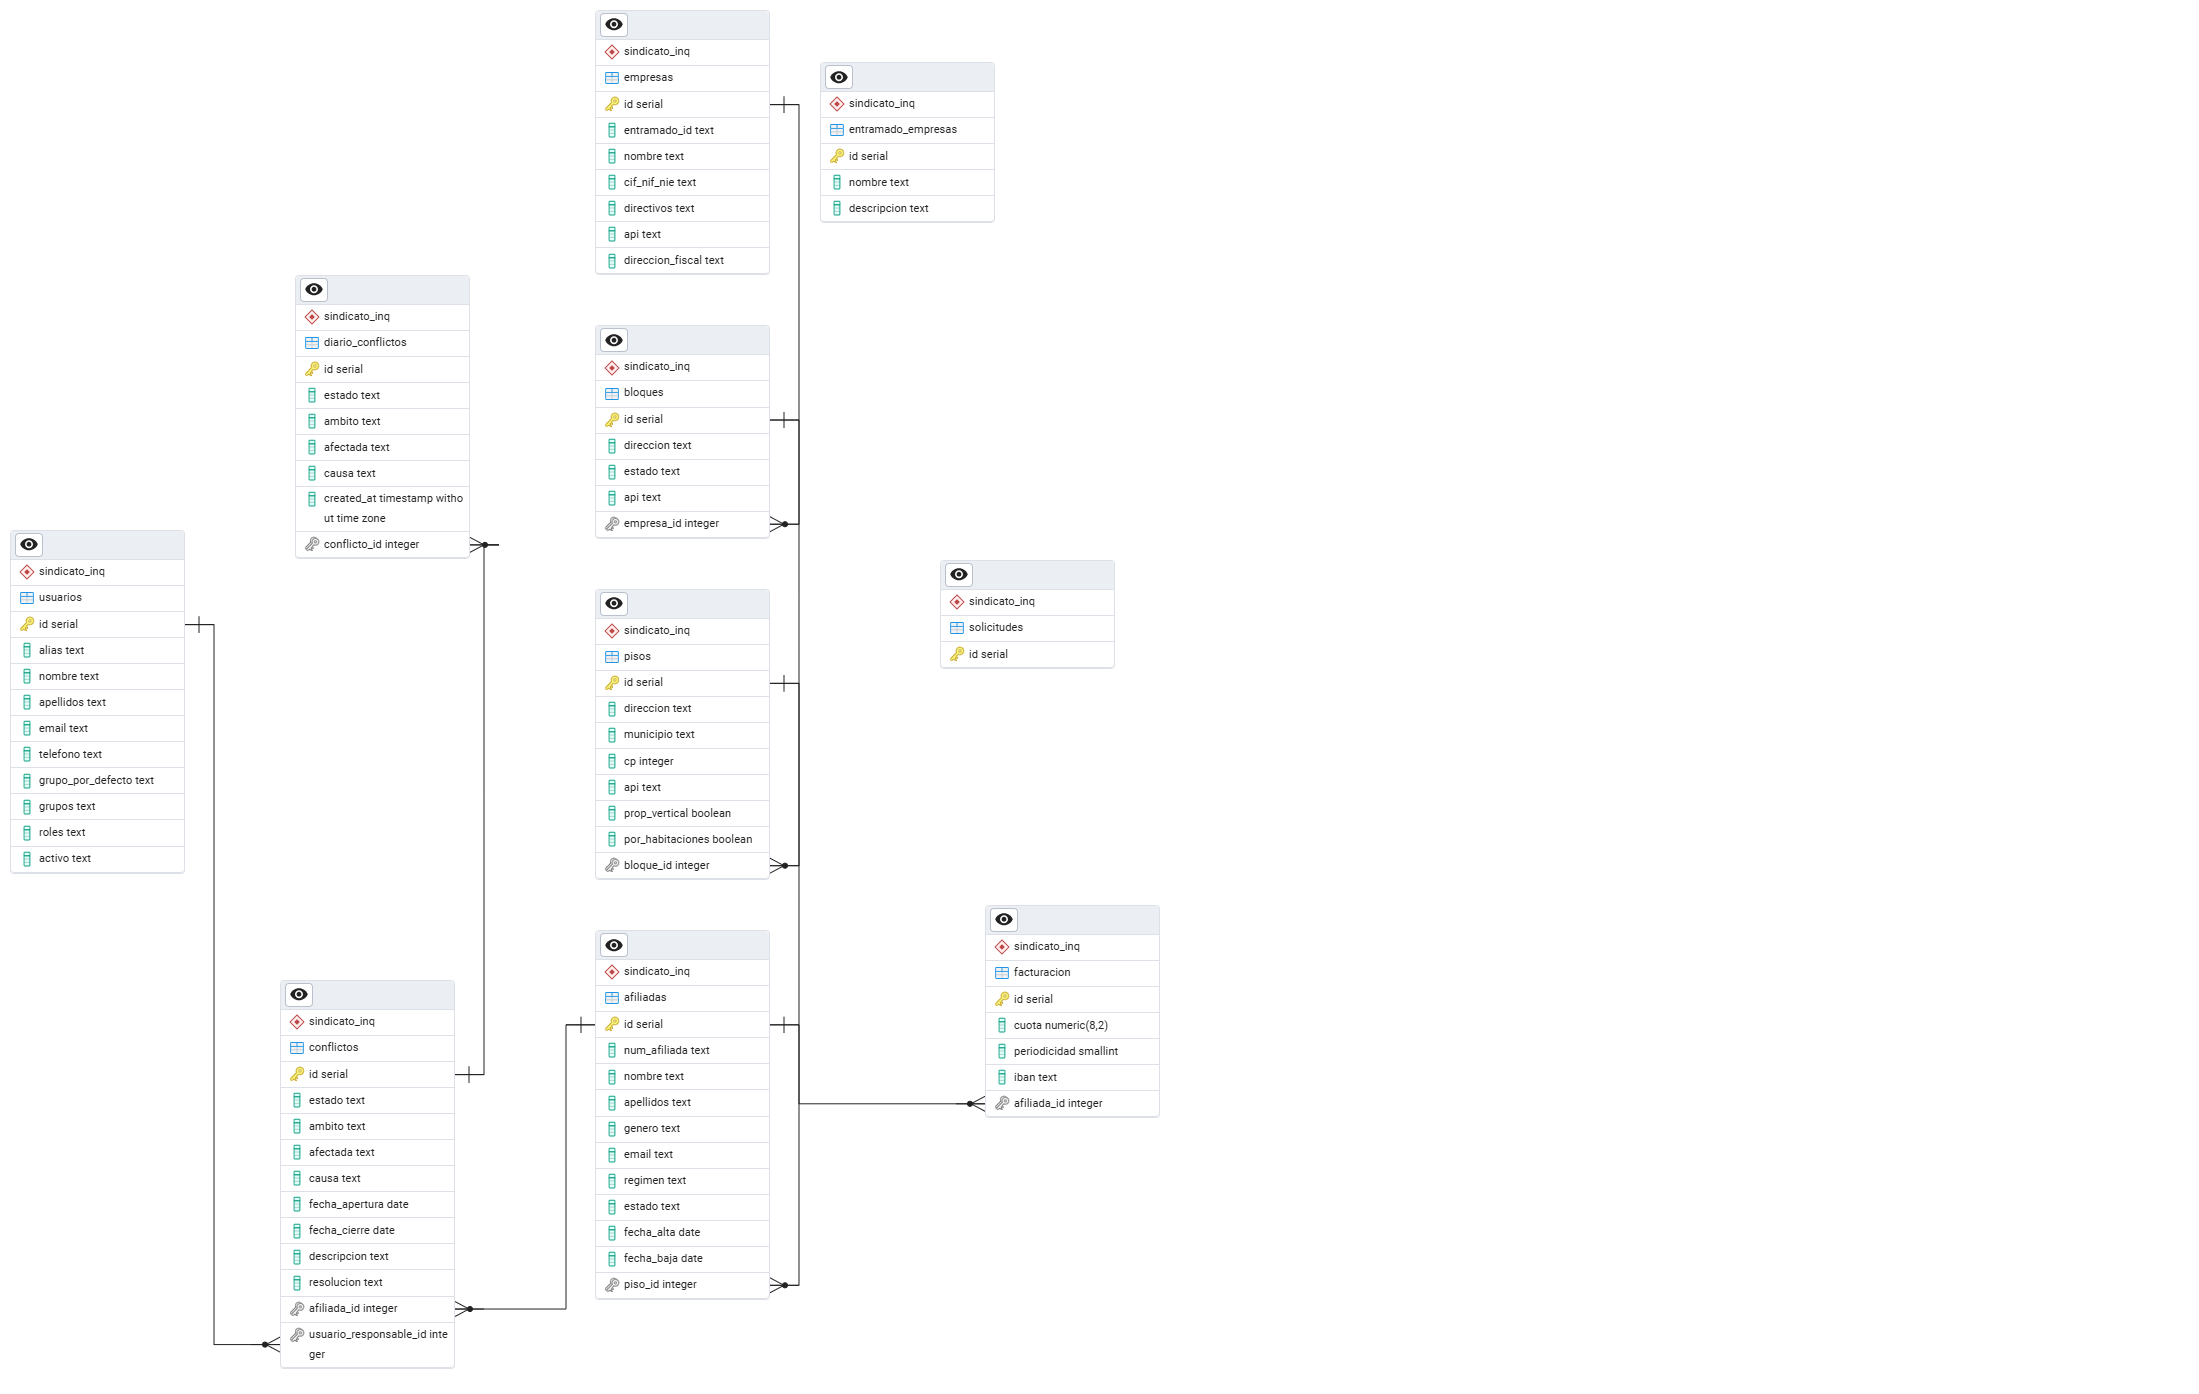 sindicato_inq
empresas
id serial
entramado_id text
nombre text
cif_nif_nie text
directivos text
api text
direccion_fiscal text
sindicato_inq
entramado_empresas
id serial
nombre text
descripcion text
sindicato_inq
diario_conflictos
id serial
estado text
ambito text
afectada text
causa text
created_at timestamp witho
ut time zone
conflicto_id integer
sindicato_inq
bloques
id serial
direccion text
estado text
api text
empresa_id integer
sindicato_inq
usuarios
id serial
alias text
nombre text
apellidos text
email text
telefono text
grupo_por_defecto text
grupos text
roles text
activo text
sindicato_inq
pisos
id serial
direccion text
municipio text
cp integer
api text
prop_vertical boolean
por_habitaciones boolean
bloque_id integer
sindicato_inq
solicitudes
id serial
sindicato_inq
conflictos
id serial
estado text
ambito text
afectada text
causa text
fecha_apertura date
fecha_cierre date
descripcion text
resolucion text
afiliada_id integer
usuario_responsable_id inte
ger
sindicato_inq
afiliadas
id serial
num_afiliada text
nombre text
apellidos text
genero text
email text
regimen text
estado text
fecha_alta date
fecha_baja date
piso_id integer
sindicato_inq
facturacion
id serial
cuota numeric(8,2)
periodicidad smallint
iban text
afiliada_id integer